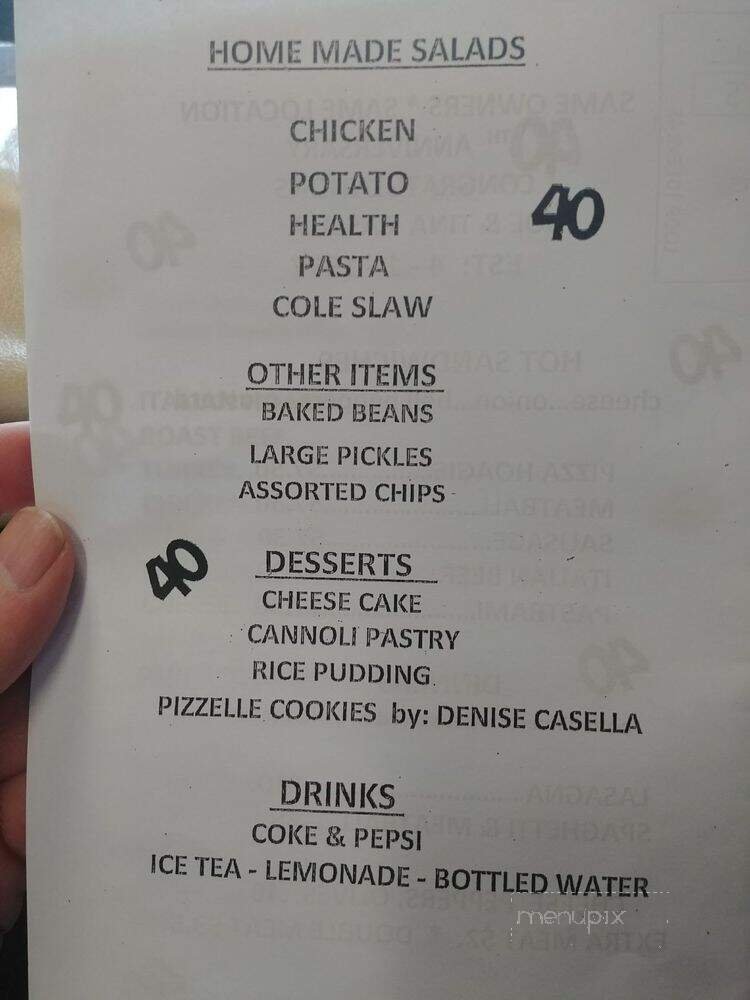 HOME MADE SALADS
CHICKEN
POTATO
40
HEALTH
PASTA
COLE SLAW
OTHER ITEMS
BAKED BEANS
LARGE PICKLES
ASSORTED CHIPS
40
DESSERTS
CHEESE CAKE
CANNOLI PASTRY
RICE PUDDING
PIZZELLE COOKIES by: DENISE CASELLA
DRINKS
COKE & PEPSI
ICE TEA - LEMONADE - BOTTLED WATER
menupix